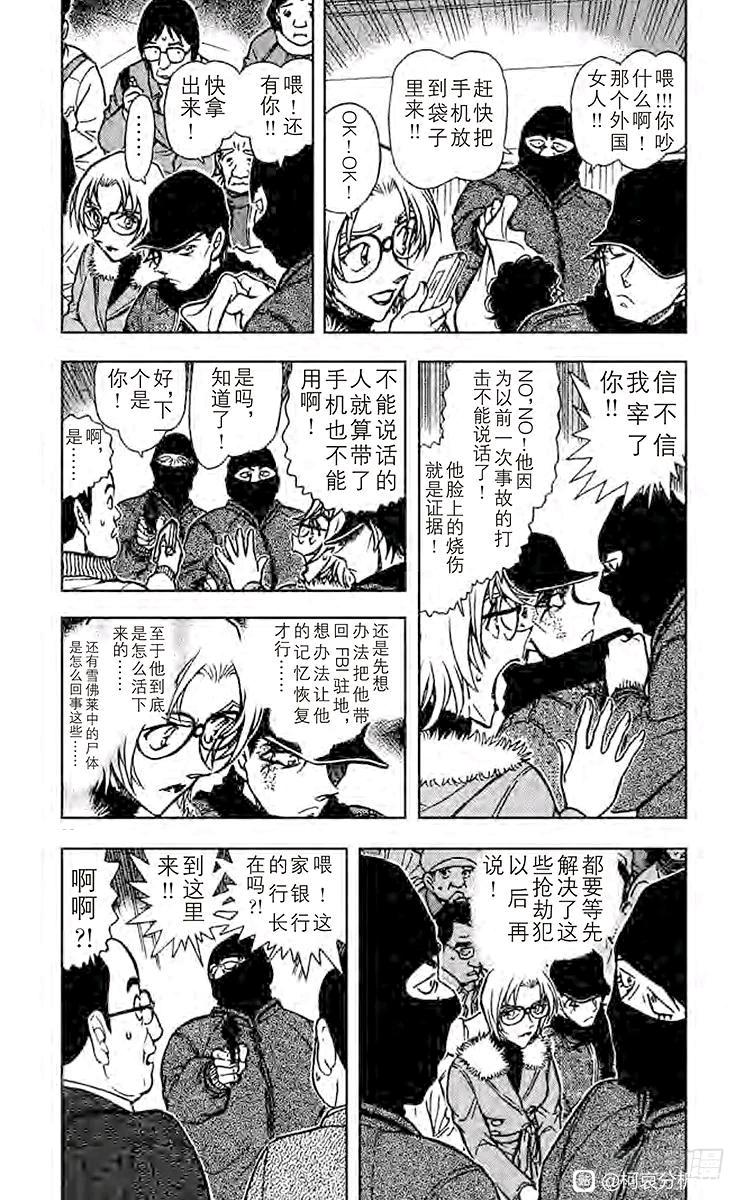 喂!!!你吵
什么啊!
那个外国
女人!!
赶快把
手机放
到袋子
里来!!
OK!OK!
喂!还
有你!!
快拿
出来!
……
信不信
我宰了
你!!
NO,NO!他因
为以前一次事故的打
击不能说话了!
他脸上的烧伤
就是证据!
不能说话的
人就算带了
手机也不能
用啊!
是吗,
知道了!
好,下一
个是
你!
啊,
是……
还是先想
办法把他带
回FBI驻地,
想办法让他
的记忆恢复
才行……
至于他到底
是怎么活下
来的……
还有雪佛莱中的尸体
是怎么回事这些……
都要等先
解决了这
些抢劫犯
以后再
说!
喂!这
家银行
的行长
在吗?!
到这里
来!!
啊
啊?!
@柯哀分析